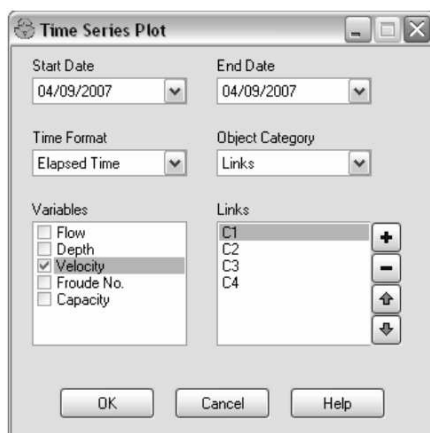 Time Series Plot
Start Date
End Date
04/09/2007
04/09/2007
Time Format
Object Category
Elapsed Time
Links
Variables
Links
Flow
Depth
Velocity
Froude No.
Capacity
C1
C2
C3
C4
OK
Cancel
Help